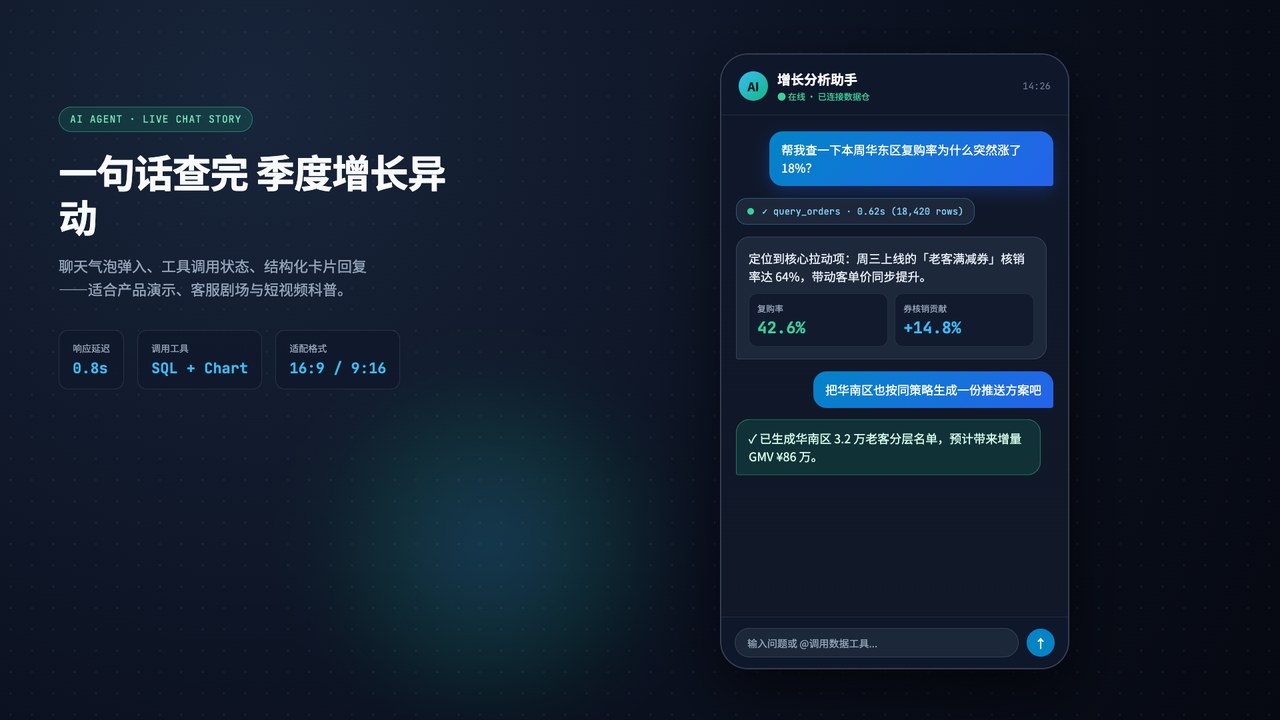 AI AGENT · LIVE CHAT STORY
一句话查完 季度增长异
动
聊天气泡弹入、工具调用状态、结构化卡片回复
——适合产品演示、客服剧场与短视频科普。
响应延迟
0.8s
调用工具
SQL + Chart
适配格式
16:9 / 9:16
AI
增长分析助手
在线 · 已连接数据仓
14:26
帮我查一下本周华东区复购率为什么突然涨了
18%?
✓ query_orders · 0.62s (18,420 rows)
定位到核心拉动项：周三上线的「老客满减券」核销
率达 64%，带动客单价同步提升。
复购率
42.6%
券核销贡献
+14.8%
把华南区也按同策略生成一份推送方案吧
✓ 已生成华南区 3.2 万老客分层名单，预计带来增量
GMV ¥86 万。
输入问题或 @调用数据工具...
↑